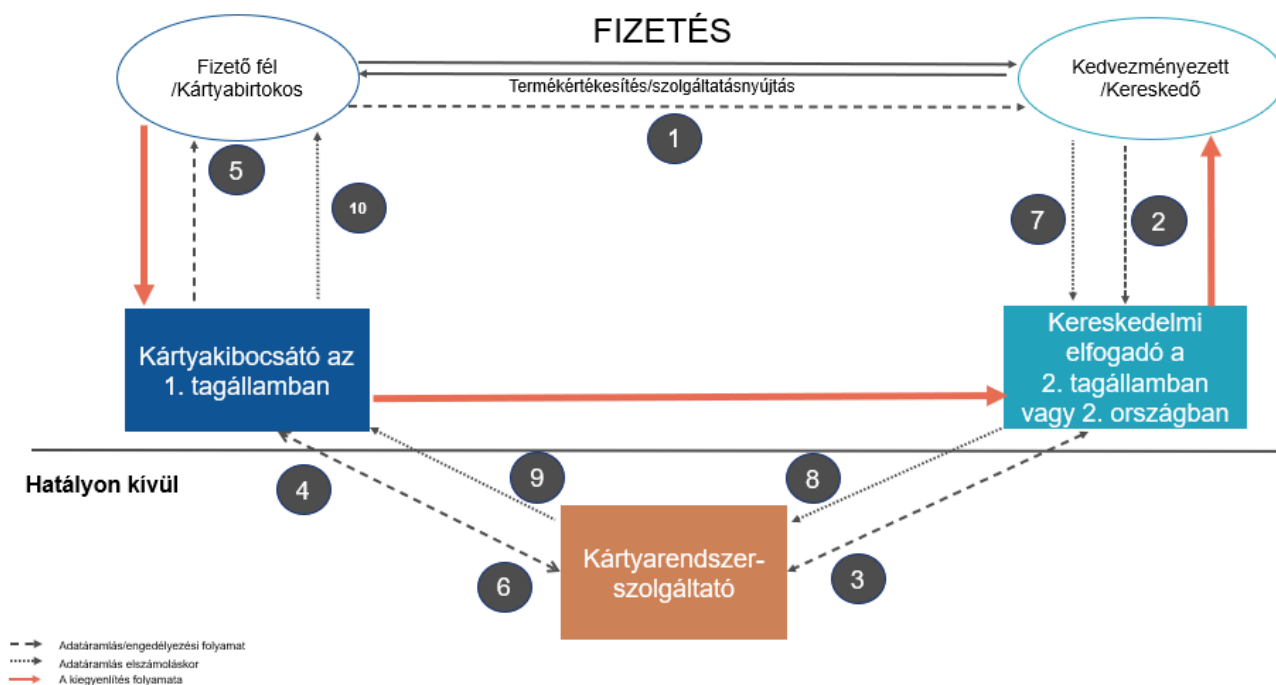 FIZETÉS
Fizető fél
/Kártyabirtokos
Termékértékesítés/szolgáltatásnyújtás
Kedvezményezett
/Kereskedő
1
5
10
7
2
Kártyakibocsátó az
1. tagállamban
Kereskedelmi
elfogadó a
2. tagállamban
vagy 2. országban
Hatályon kívül
4
9
8
Kártyarendszer-
szolgáltató
6
3
Adatáramlás/engedélyezési folyamat
Adatáramlás elszámoláskor
A kiegyenlítés folyamata